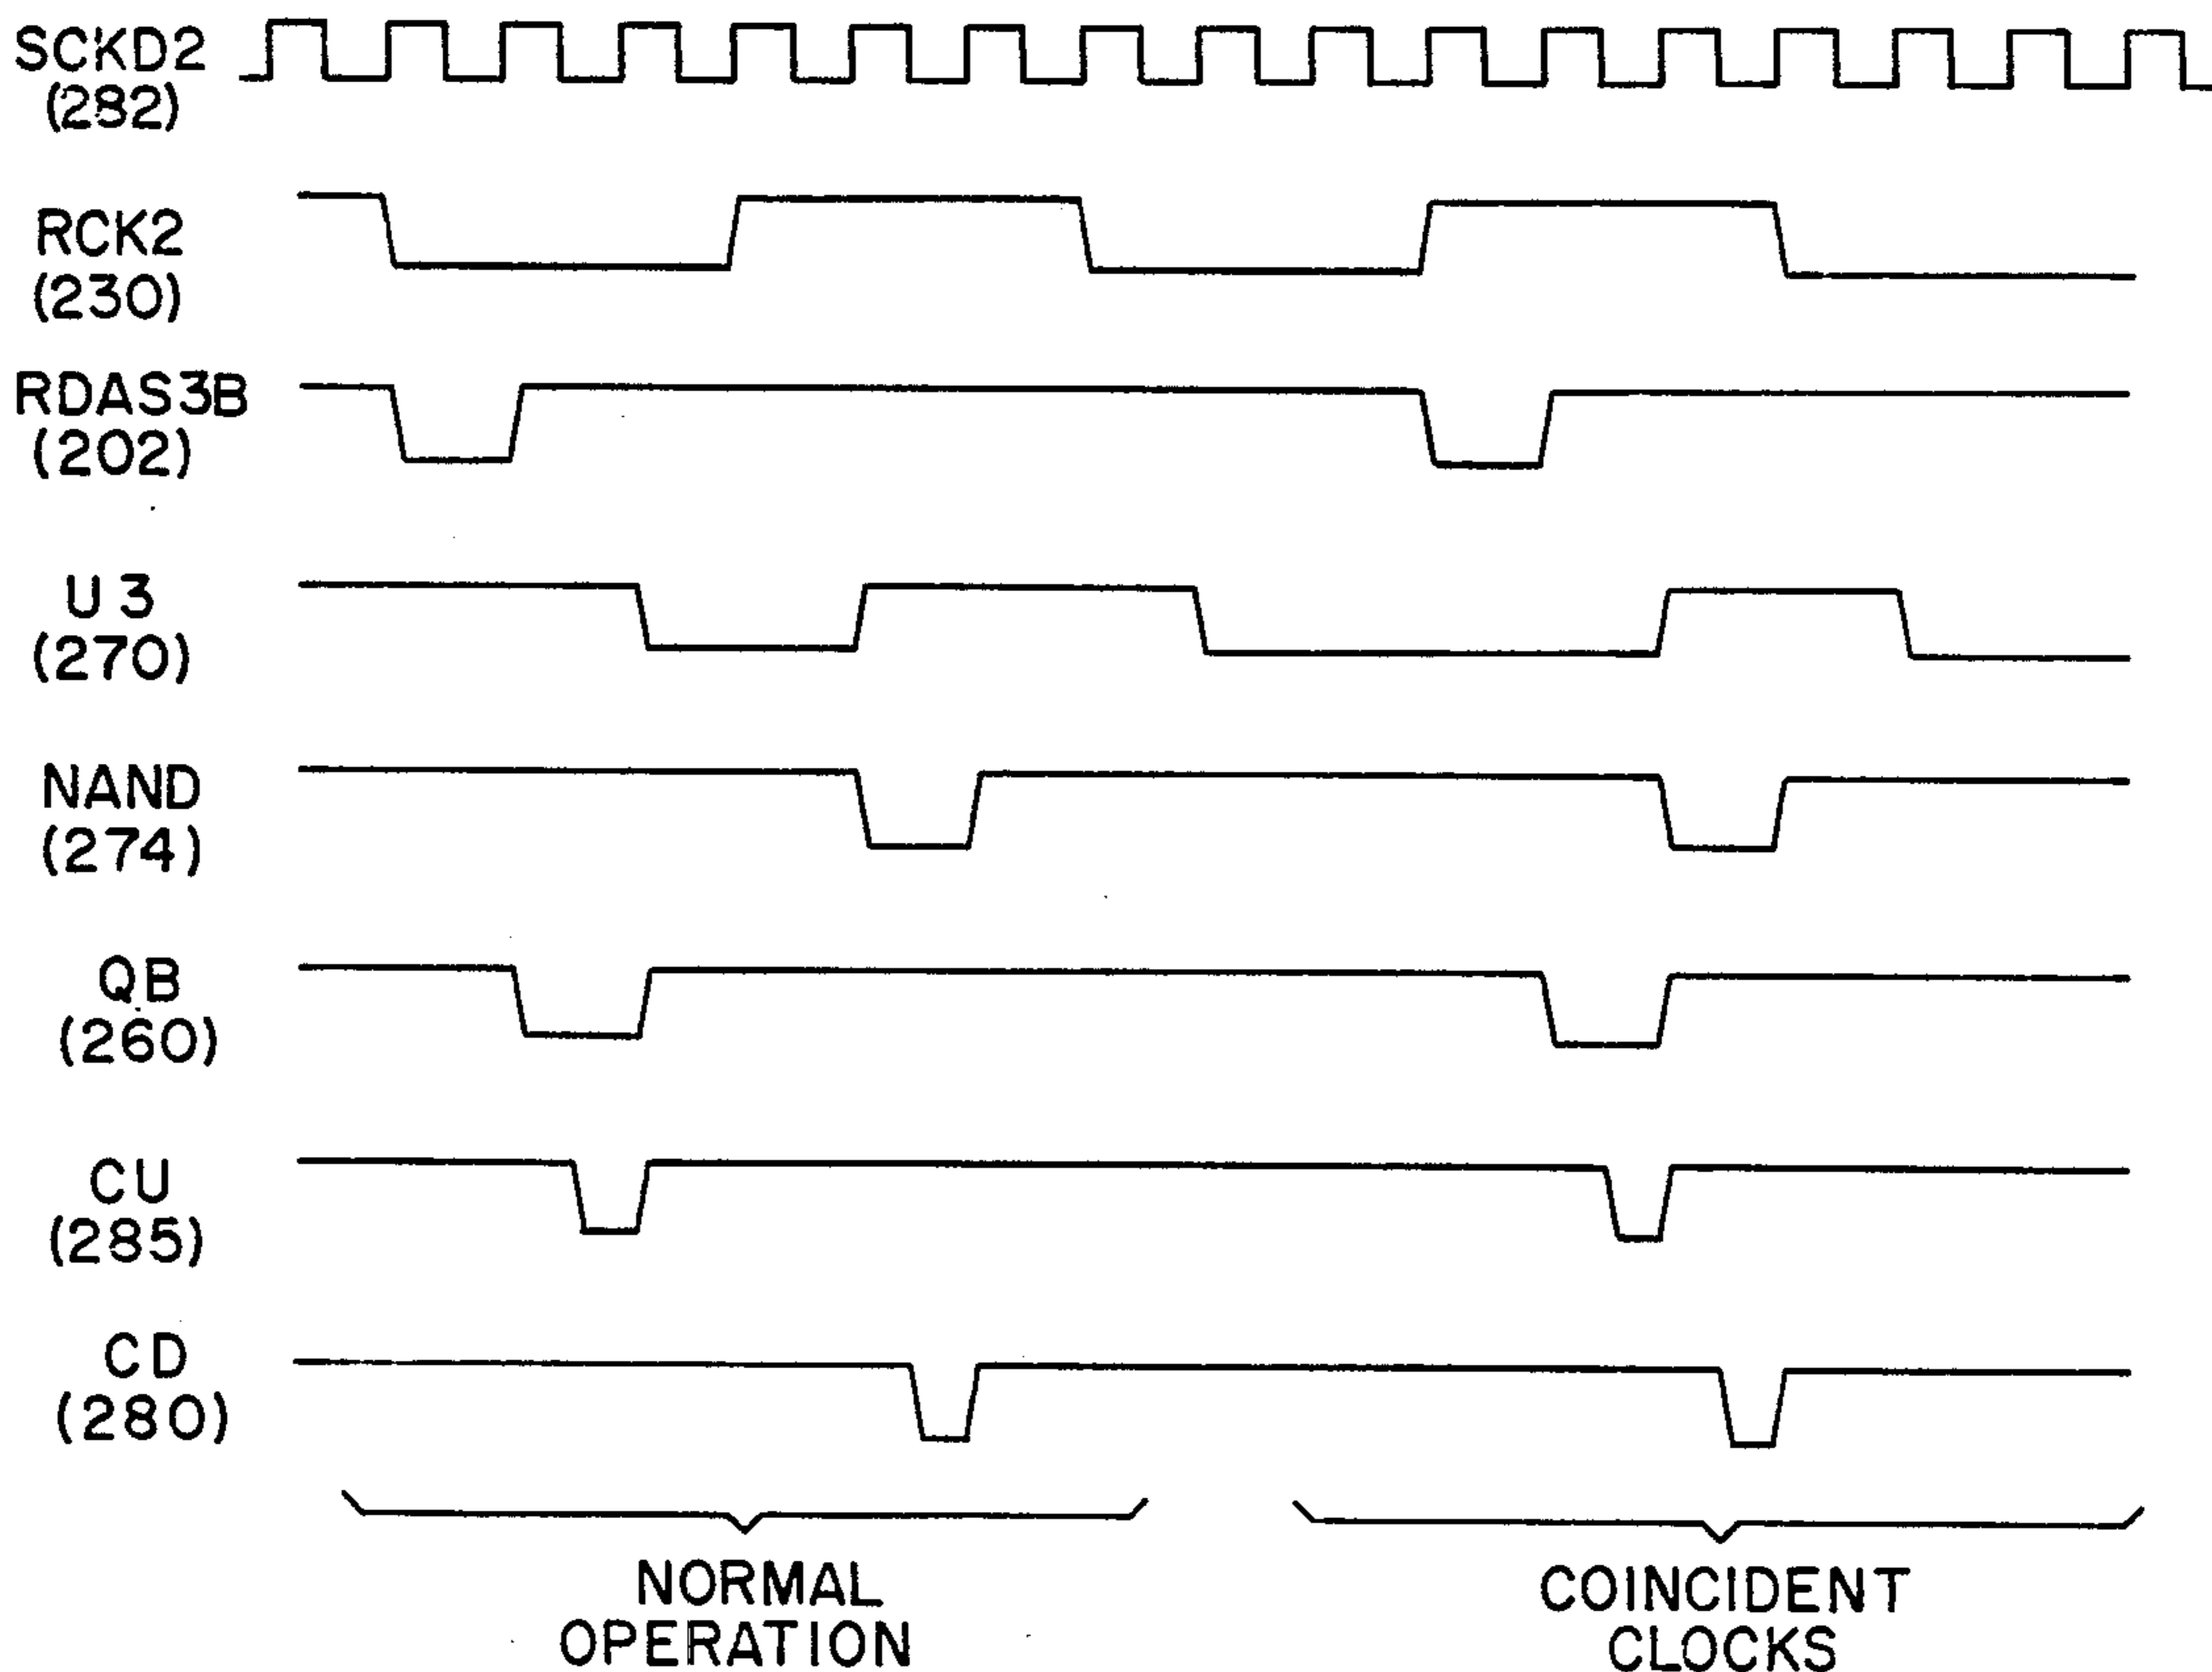 SCKD2
(282)
RCK2
(230)
RDAS3B
(202)
U3
(270)
NAND
(274)
QB
(260)
CU
(285)
CD
(280)
NORMAL
OPERATION
COINCIDENT
CLOCKS